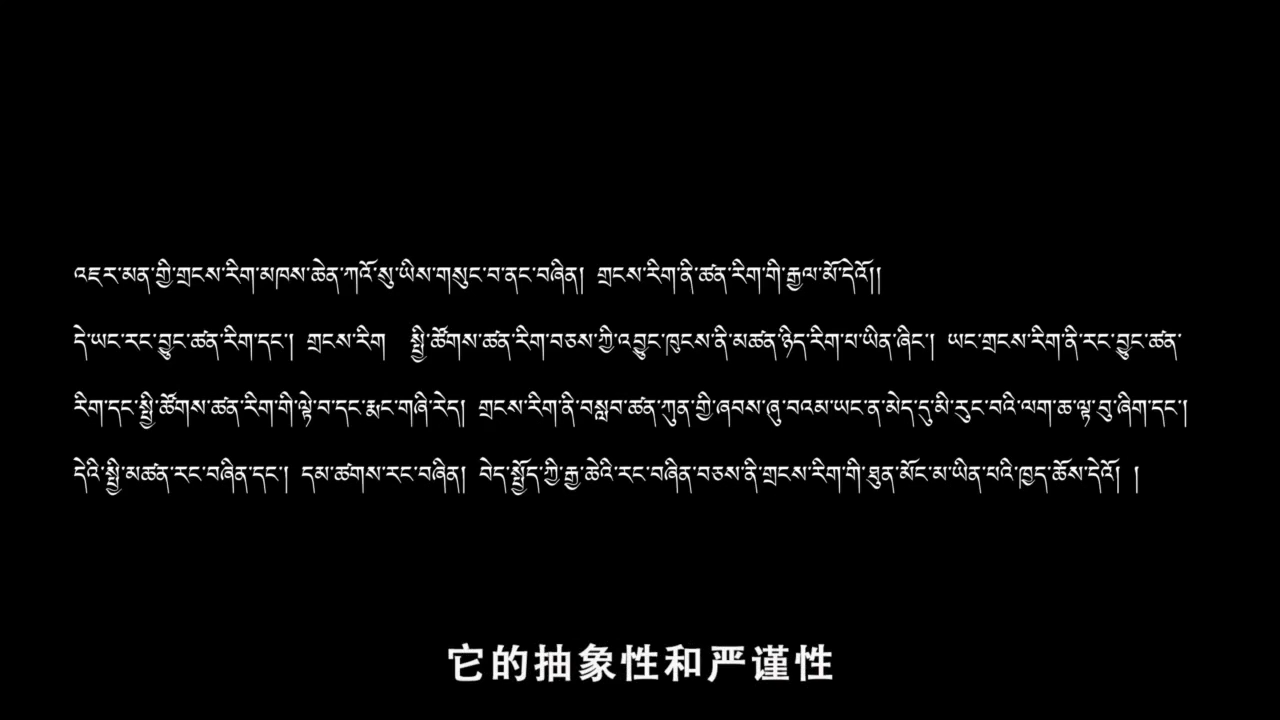 འཇར་མན་གྱི་གྲངས་རིག་མཁས་ཆེན་ཀའོ་སུ་ཡིས་གསུང་བ་ནང་བཞིན། གྲངས་རིག་ནི་ཚན་རིག་གི་རྒྱལ་མོ་དེའོ།།
དེ་ཡང་རང་བྱུང་ཚན་རིག་དང་། གྲངས་རིག སྤྱི་ཚོགས་ཚན་རིག་བཅས་ཀྱི་འབྱུང་ཁུངས་ནི་མཚན་ཉིད་རིག་པ་ཡིན་ཞིང་། ཡང་གྲངས་རིག་ནི་རང་བྱུང་ཚན་
རིག་དང་སྤྱི་ཚོགས་ཚན་རིག་གི་ལྟེ་བ་དང་རྨང་གཞི་རེད། གྲངས་རིག་ནི་བསླབ་ཚན་ཀུན་གྱི་ཞབས་ཞུ་བའམ་ཡང་ན་མེད་དུ་མི་རུང་བའི་ལག་ཆ་ལྟ་བུ་ཞིག་དང་།
དེའི་སྤྱི་མཚན་རང་བཞིན་དང་། དམ་ཚགས་རང་བཞིན། བེད་སྤྱོད་ཀྱི་རྒྱ་ཆེའི་རང་བཞིན་བཅས་ནི་གྲངས་རིག་གི་ཐུན་མོང་མ་ཡིན་པའི་ཁྱད་ཆོས་དེའོ། །
它的抽象性和严谨性